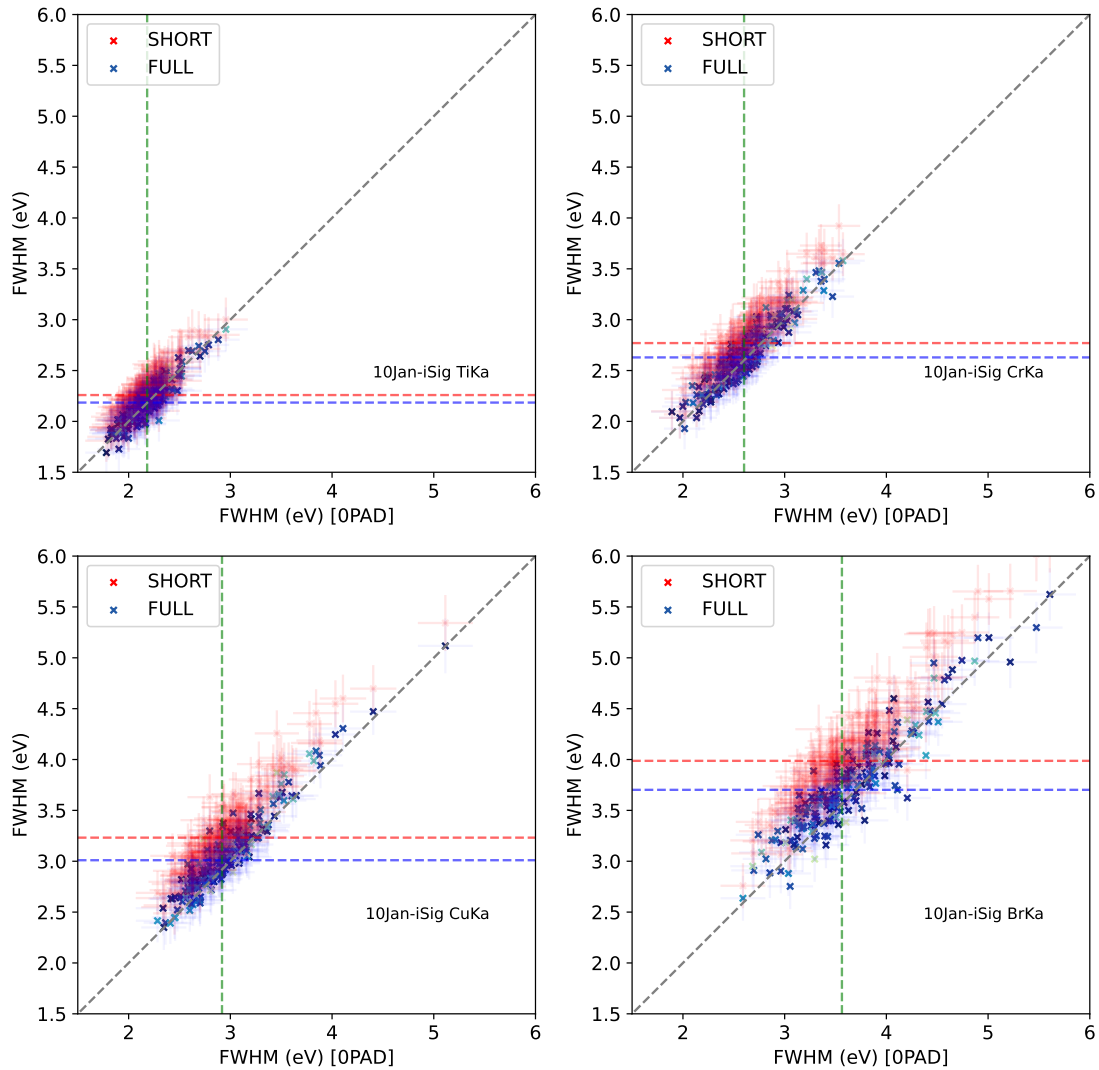 6.0
5.5
5.0
4.5
4.0
3.5
3.0
2.5
2.0
1.5
FWHM (eV)
SHORT
FULL
10Jan-iSig TiKa
2 3 4 5 6
FWHM (eV) [0PAD]
6.0
5.5
5.0
4.5
4.0
3.5
3.0
2.5
2.0
1.5
FWHM (eV)
SHORT
FULL
10Jan-iSig CrKa
2 3 4 5 6
FWHM (eV) [0PAD]
6.0
5.5
5.0
4.5
4.0
3.5
3.0
2.5
2.0
1.5
FWHM (eV)
SHORT
FULL
10Jan-iSig CuKa
2 3 4 5 6
FWHM (eV) [0PAD]
6.0
5.5
5.0
4.5
4.0
3.5
3.0
2.5
2.0
1.5
FWHM (eV)
SHORT
FULL
10Jan-iSig BrKa
2 3 4 5 6
FWHM (eV) [0PAD]